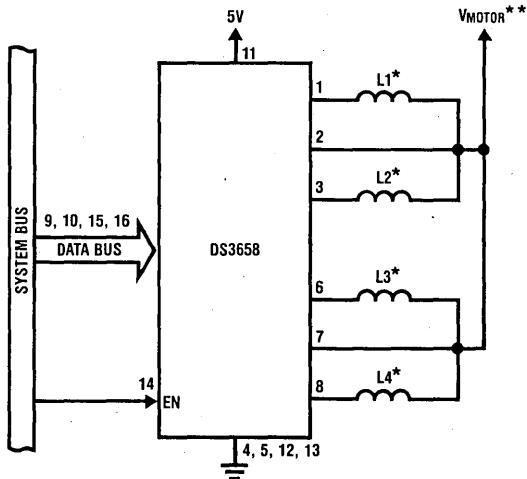 5V
VMOTOR**
11
1
L1*
2
3
L2*
9, 10, 15, 16
DATA BUS
SYSTEM BUS
DS3658
6
L3*
7
14
EN
8
L4*
4, 5, 12, 13